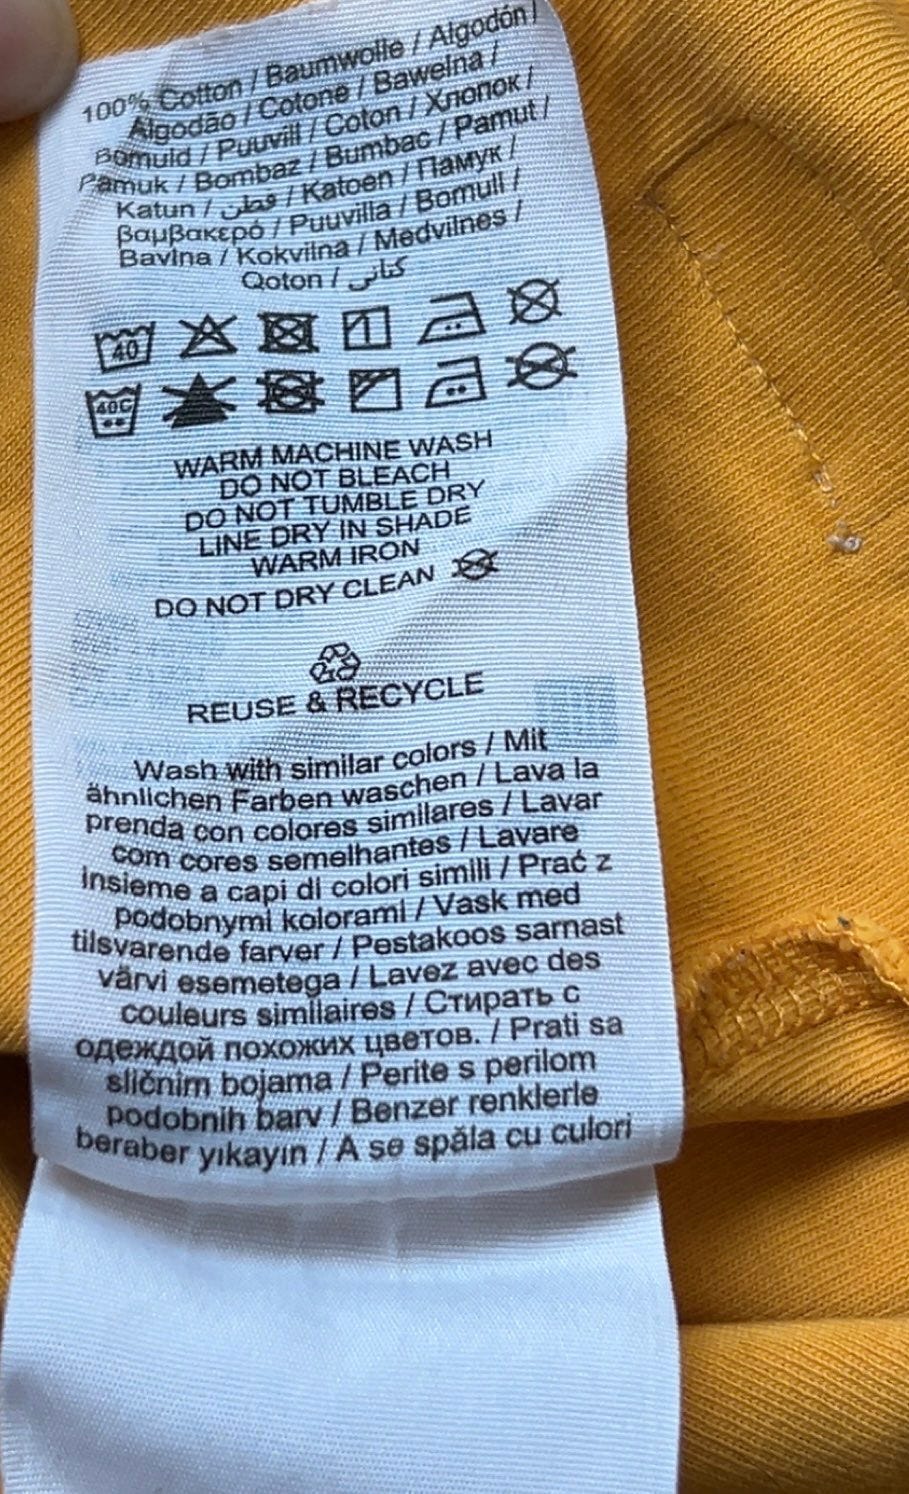 100% Cotton / Baumwolle / Algodón /
Algodão / Cotone / Bawełna /
Bomuld / Puuvill / Coton / Хлопок /
Pamuk / Bombaz / Bumbac / Pamut /
Katun / قطن / Katoen / Памук /
Βαμβακερό / Puuvilla / Bomull /
Bavlna / Kokvilna / Medvilnes /
Qoton / كتانى
40
40C
WARM MACHINE WASH
DO NOT BLEACH
DO NOT TUMBLE DRY
LINE DRY IN SHADE
WARM IRON
DO NOT DRY CLEAN
REUSE & RECYCLE
Wash with similar colors / Mit
ähnlichen Farben waschen / Lava la
prenda con colores similares / Lavar
com cores semelhantes / Lavare
insieme a capi di colori simili / Prać z
podobnymi kolorami / Vask med
tilsvarende farver / Pestakoos samast
värvi esemetega / Lavez avec des
couleurs similaires / Стирать с
одеждой похожих цветов. / Prati sa
sličnim bojama / Perite s perilom
podobnih barv / Benzer renklerle
beraber yıkayın / A se spăla cu culori